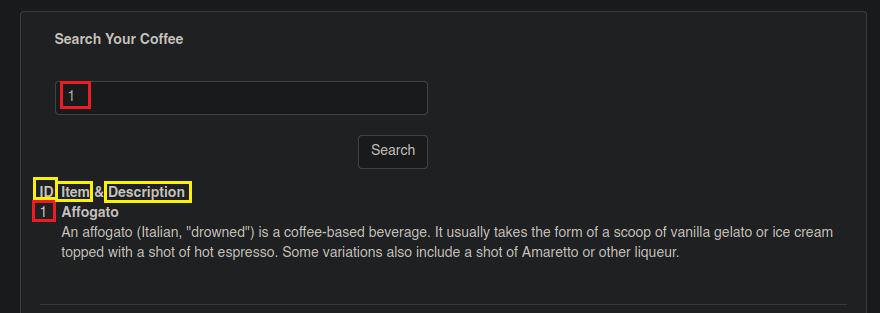 Search Your Coffee
1
Search
ID Item & Description
1 Affogato
An affogato (Italian, "drowned") is a coffee-based beverage. It usually takes the form of a scoop of vanilla gelato or ice cream
topped with a shot of hot espresso. Some variations also include a shot of Amaretto or other liqueur.